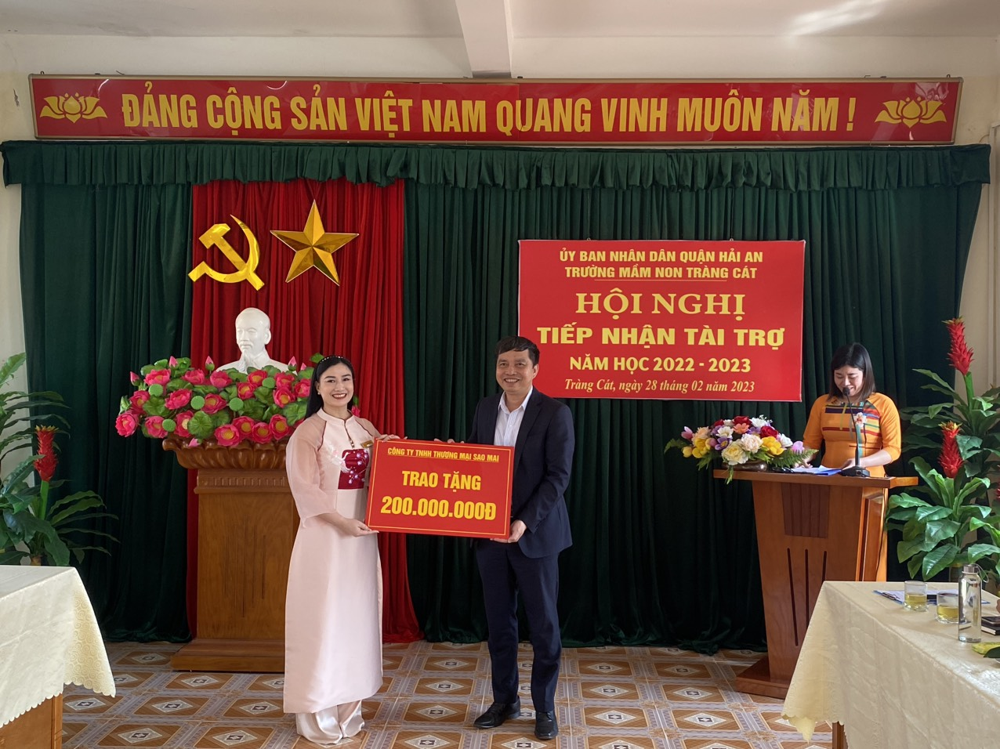 ĐẢNG CỘNG SẢN VIỆT NAM QUANG VINH MUÔN NĂM !
ỦY BAN NHÂN DÂN QUẬN HẢI AN
TRƯỜNG MẦM NON TRÀNG CÁT
HỘI NGHỊ
TIẾP NHẬN TÀI TRỢ
NĂM HỌC 2022 - 2023
Tràng Cát, ngày 28 tháng 02 năm 2023
CÔNG TY TNHH THƯƠNG MẠI SAO MAI
TRAO TẶNG
200.000.000Đ